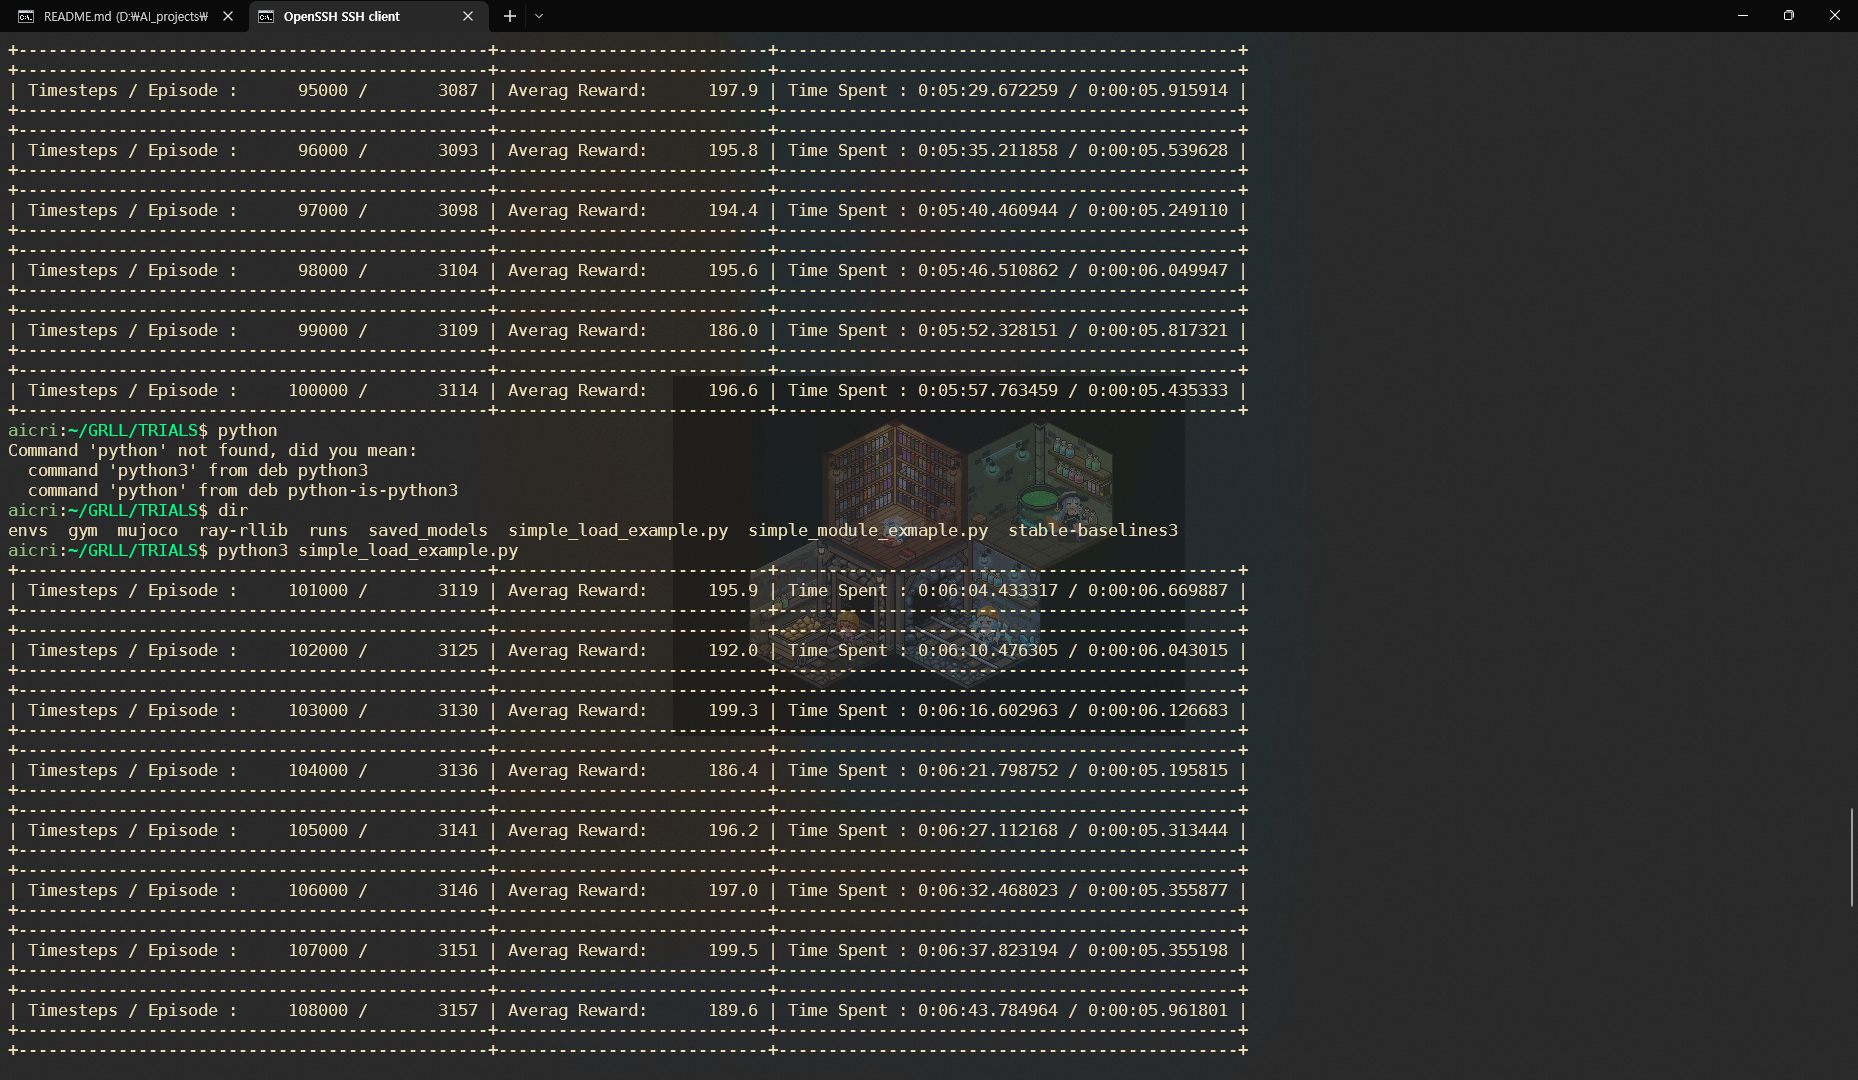 README.md (D:₩AI_projects₩
OpenSSH SSH client
+-----------------------------------------------+---------------------------+----------------------------------------------+
+-----------------------------------------------+---------------------------+----------------------------------------------+
| Timesteps / Episode :      95000 /       3087 | Averag Reward:      197.9 | Time Spent : 0:05:29.672259 / 0:00:05.915914 |
+-----------------------------------------------+---------------------------+----------------------------------------------+
+-----------------------------------------------+---------------------------+----------------------------------------------+
| Timesteps / Episode :      96000 /       3093 | Averag Reward:      195.8 | Time Spent : 0:05:35.211858 / 0:00:05.539628 |
+-----------------------------------------------+---------------------------+----------------------------------------------+
+-----------------------------------------------+---------------------------+----------------------------------------------+
| Timesteps / Episode :      97000 /       3098 | Averag Reward:      194.4 | Time Spent : 0:05:40.460944 / 0:00:05.249110 |
+-----------------------------------------------+---------------------------+----------------------------------------------+
+-----------------------------------------------+---------------------------+----------------------------------------------+
| Timesteps / Episode :      98000 /       3104 | Averag Reward:      195.6 | Time Spent : 0:05:46.510862 / 0:00:06.049947 |
+-----------------------------------------------+---------------------------+----------------------------------------------+
+-----------------------------------------------+---------------------------+----------------------------------------------+
| Timesteps / Episode :      99000 /       3109 | Averag Reward:      186.0 | Time Spent : 0:05:52.328151 / 0:00:05.817321 |
+-----------------------------------------------+---------------------------+----------------------------------------------+
+-----------------------------------------------+---------------------------+----------------------------------------------+
| Timesteps / Episode :     100000 /       3114 | Averag Reward:      196.6 | Time Spent : 0:05:57.763459 / 0:00:05.435333 |
+-----------------------------------------------+---------------------------+----------------------------------------------+
aicri:~/GRLL/TRIALS$ python
Command 'python' not found, did you mean:
  command 'python3' from deb python3
  command 'python' from deb python-is-python3
aicri:~/GRLL/TRIALS$ dir
envs  gym  mujoco  ray-rllib  runs  saved_models  simple_load_example.py  simple_module_exmaple.py  stable-baselines3
aicri:~/GRLL/TRIALS$ python3 simple_load_example.py
+-----------------------------------------------+---------------------------+----------------------------------------------+
| Timesteps / Episode :     101000 /       3119 | Averag Reward:      195.9 | Time Spent : 0:06:04.433317 / 0:00:06.669887 |
+-----------------------------------------------+---------------------------+----------------------------------------------+
+-----------------------------------------------+---------------------------+----------------------------------------------+
| Timesteps / Episode :     102000 /       3125 | Averag Reward:      192.0 | Time Spent : 0:06:10.476305 / 0:00:06.043015 |
+-----------------------------------------------+---------------------------+----------------------------------------------+
+-----------------------------------------------+---------------------------+----------------------------------------------+
| Timesteps / Episode :     103000 /       3130 | Averag Reward:      199.3 | Time Spent : 0:06:16.602963 / 0:00:06.126683 |
+-----------------------------------------------+---------------------------+----------------------------------------------+
+-----------------------------------------------+---------------------------+----------------------------------------------+
| Timesteps / Episode :     104000 /       3136 | Averag Reward:      186.4 | Time Spent : 0:06:21.798752 / 0:00:05.195815 |
+-----------------------------------------------+---------------------------+----------------------------------------------+
+-----------------------------------------------+---------------------------+----------------------------------------------+
| Timesteps / Episode :     105000 /       3141 | Averag Reward:      196.2 | Time Spent : 0:06:27.112168 / 0:00:05.313444 |
+-----------------------------------------------+---------------------------+----------------------------------------------+
+-----------------------------------------------+---------------------------+----------------------------------------------+
| Timesteps / Episode :     106000 /       3146 | Averag Reward:      197.0 | Time Spent : 0:06:32.468023 / 0:00:05.355877 |
+-----------------------------------------------+---------------------------+----------------------------------------------+
+-----------------------------------------------+---------------------------+----------------------------------------------+
| Timesteps / Episode :     107000 /       3151 | Averag Reward:      199.5 | Time Spent : 0:06:37.823194 / 0:00:05.355198 |
+-----------------------------------------------+---------------------------+----------------------------------------------+
+-----------------------------------------------+---------------------------+----------------------------------------------+
| Timesteps / Episode :     108000 /       3157 | Averag Reward:      189.6 | Time Spent : 0:06:43.784964 / 0:00:05.961801 |
+-----------------------------------------------+---------------------------+----------------------------------------------+
+-----------------------------------------------+---------------------------+----------------------------------------------+